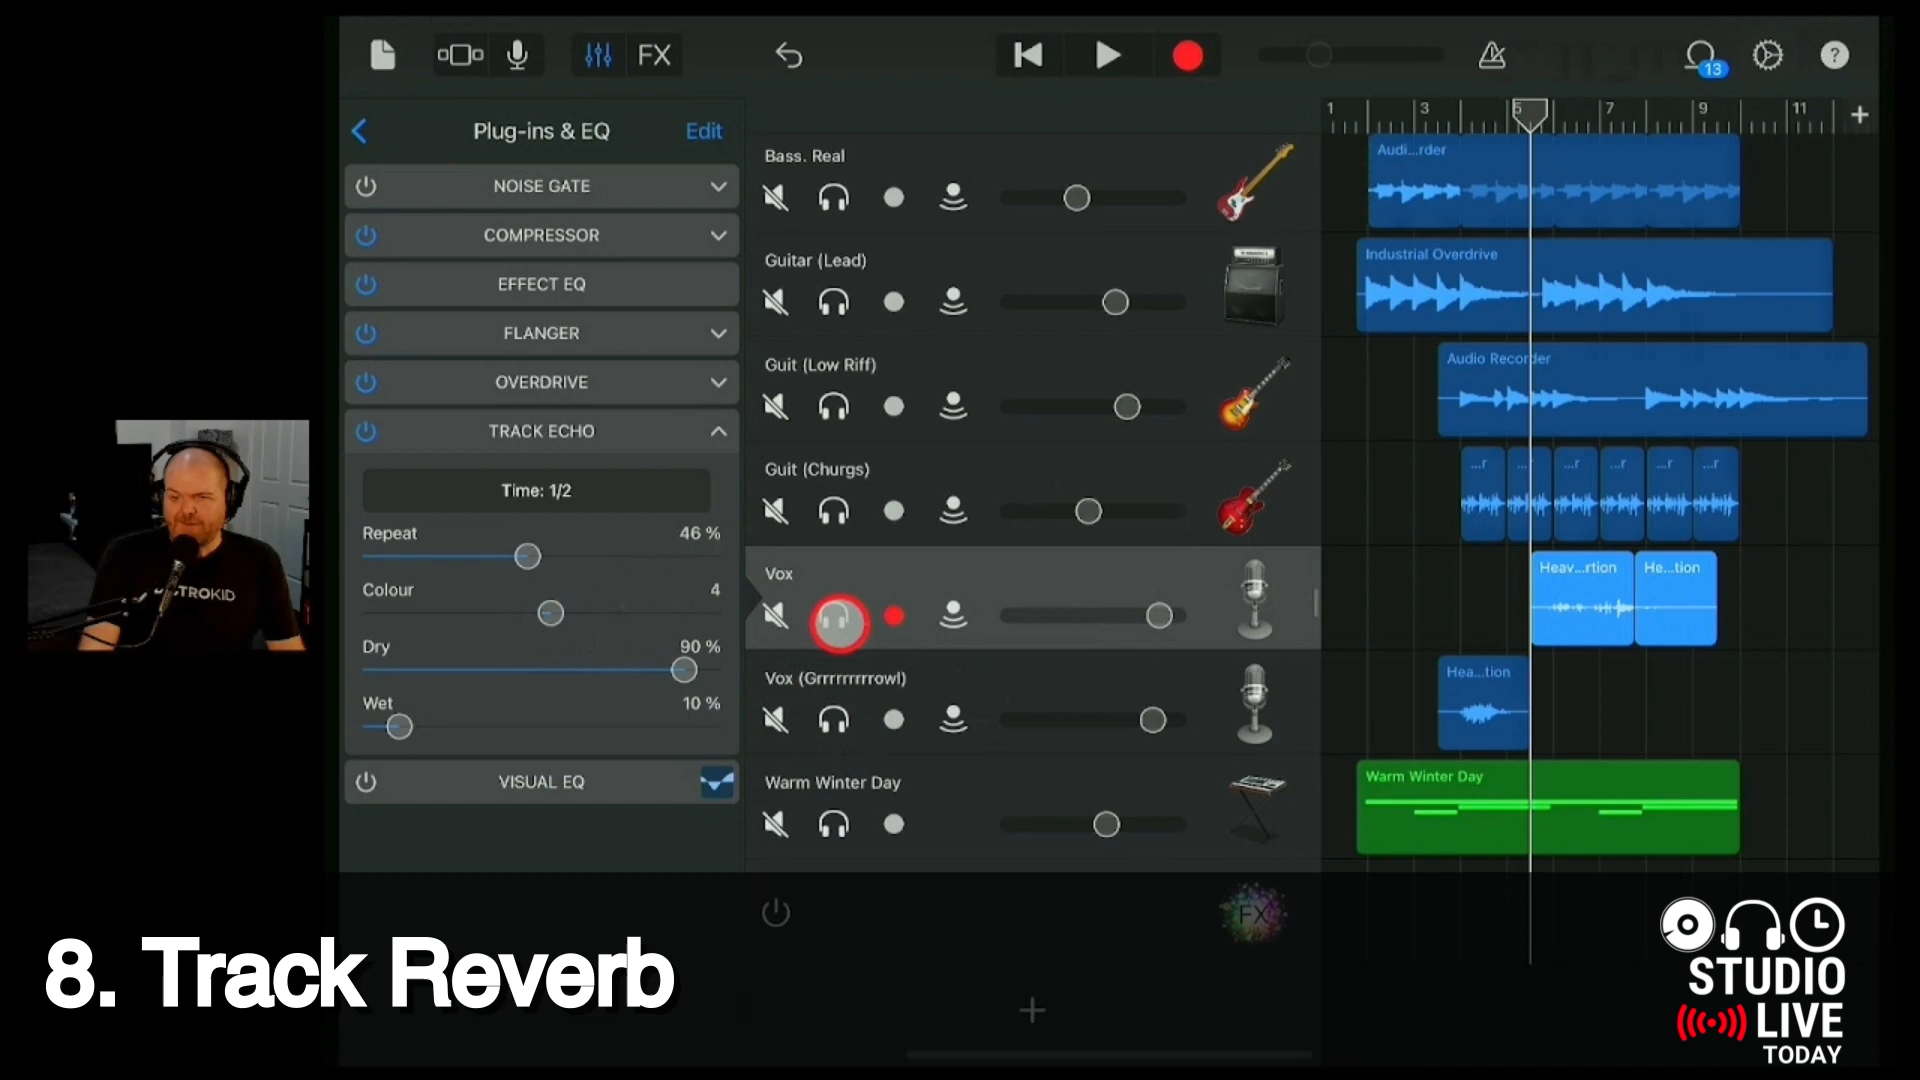 FX
13
?
Plug-ins & EQ
Edit
NOISE GATE
COMPRESSOR
EFFECT EQ
FLANGER
OVERDRIVE
TRACK ECHO
Time: 1/2
Repeat
46 %
Colour
4
Dry
90 %
Wet
10 %
VISUAL EQ
Bass. Real
Guitar (Lead)
Guit (Low Riff)
Guit (Churgs)
Vox
Vox (Grrrrrrrrowl)
Warm Winter Day
FX
1 3 5 7 9 11
Audi...rder
Industrial Overdrive
Audio Recorder
...r ... ...r ...r ...r ...r
Heav...rtion
He...tion
Hea...tion
Warm Winter Day
8. Track Reverb
STUDIO
LIVE
TODAY